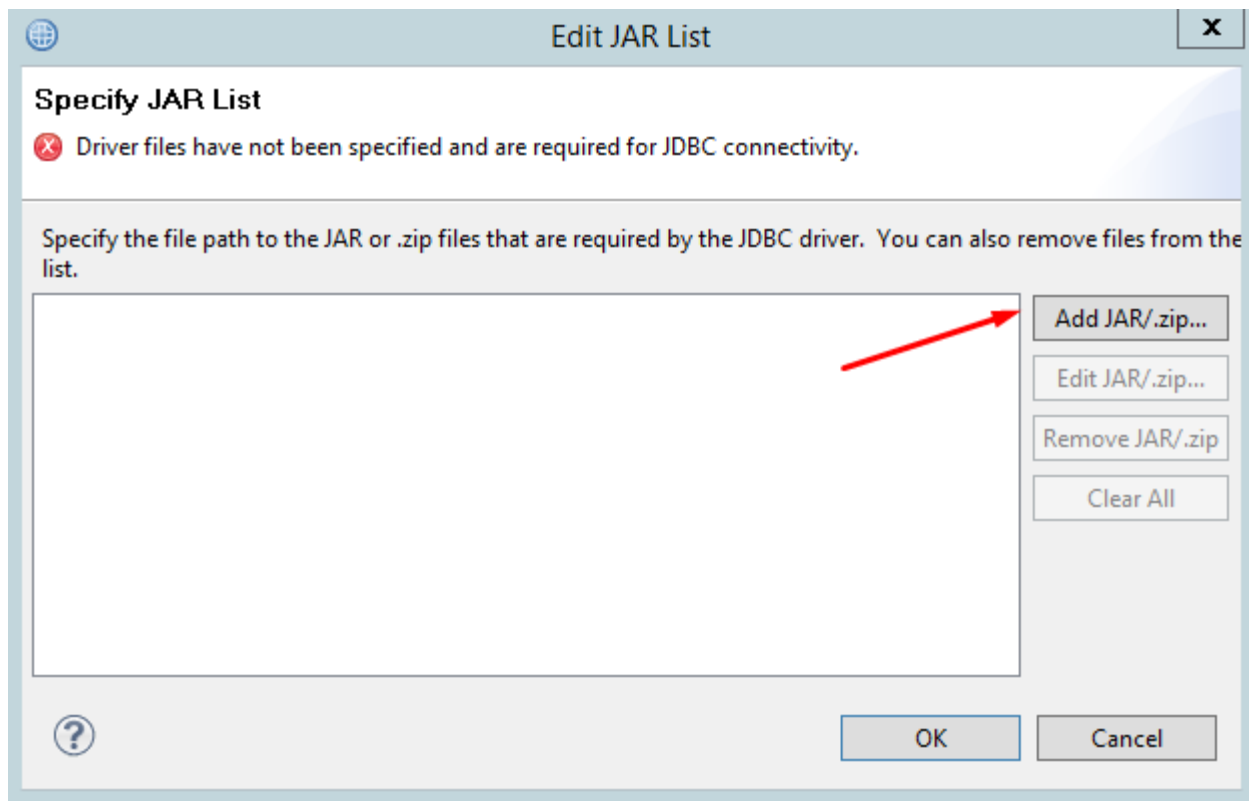 Edit JAR List
x
Specify JAR List
Driver files have not been specified and are required for JDBC connectivity.
Specify the file path to the JAR or .zip files that are required by the JDBC driver.  You can also remove files from the
list.
Add JAR/.zip...
Edit JAR/.zip...
Remove JAR/.zip
Clear All
?
OK
Cancel